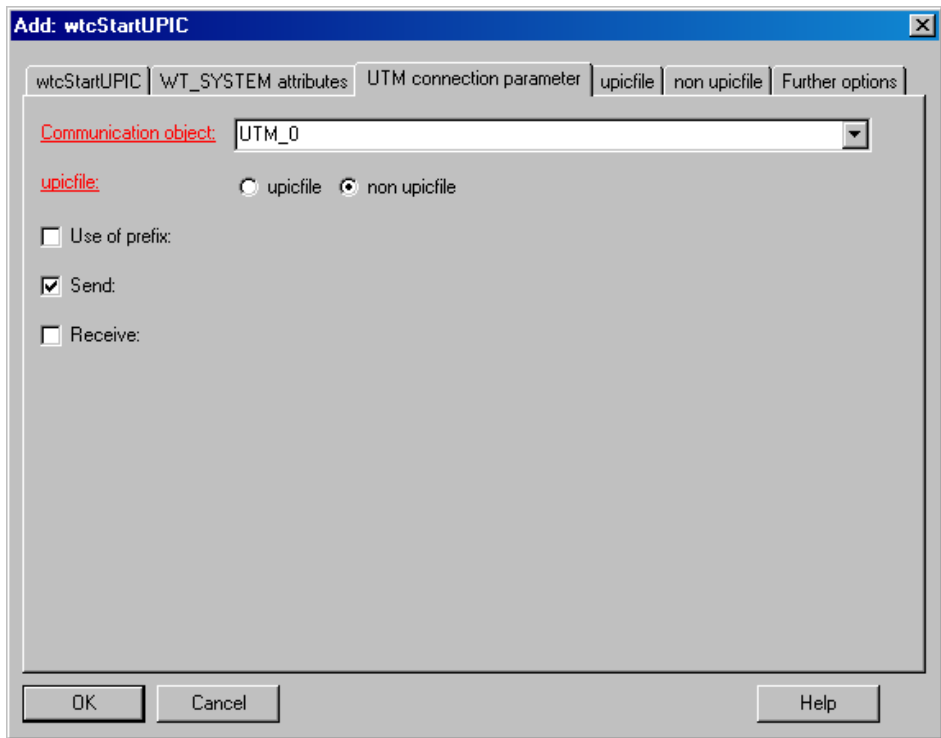 Add: wtcStartUPIC
wtcStartUPIC WT_SYSTEM attributes UTM connection parameter upicfile non upicfile Further options
Communication object: UTM_0
upicfile: upicfile non upicfile
Use of prefix:
Send:
Receive:
OK Cancel Help